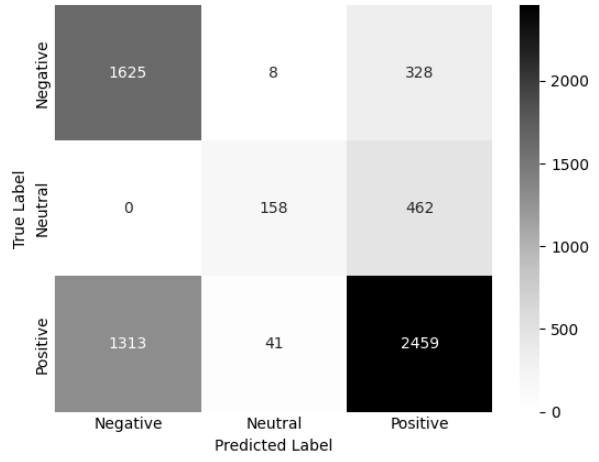 Negative
1625 8 328
2000
1500
True Label
Neutral
0 158 462
1000
500
Positive
1313 41 2459
0
Negative Neutral Positive
Predicted Label